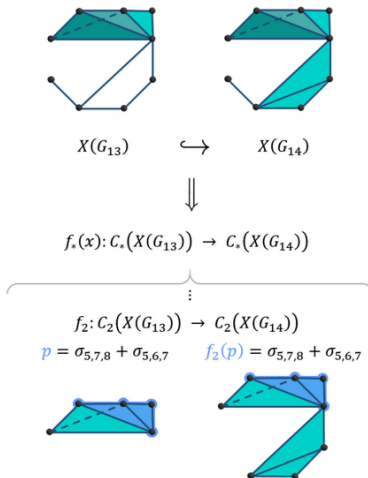 X(G₁₃) ↪ X(G₁₄)
⇓
f∗(x): C∗(X(G₁₃)) → C∗(X(G₁₄))
⋮
f₂: C₂(X(G₁₃)) → C₂(X(G₁₄))
p = σ₅,₇,₈ + σ₅,₆,₇ f₂(p) = σ₅,₇,₈ + σ₅,₆,₇